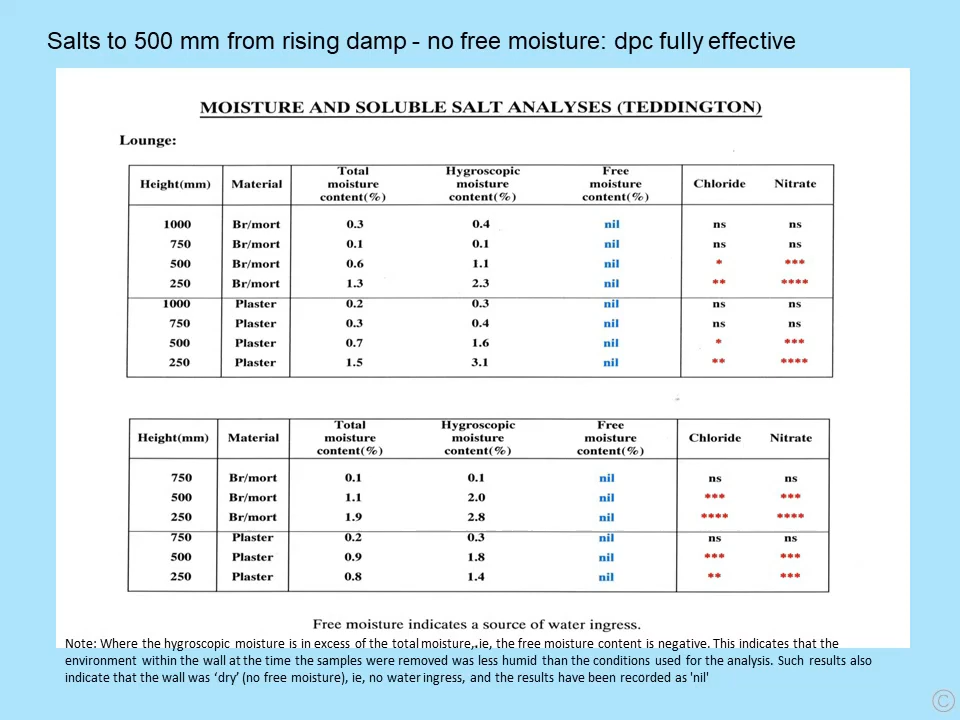 Salts to 500 mm from rising damp - no free moisture: dpc fully effective
MOISTURE AND SOLUBLE SALT ANALYSES (TEDDINGTON)
Lounge:
Height(mm) Material Total moisture content(%) Hygroscopic moisture content(%) Free moisture content(%) Chloride Nitrate
1000 Br/mort 0.3 0.4 nil ns ns
750 Br/mort 0.1 0.1 nil ns ns
500 Br/mort 0.6 1.1 nil * ***
250 Br/mort 1.3 2.3 nil ** ****
1000 Plaster 0.2 0.3 nil ns ns
750 Plaster 0.3 0.4 nil ns ns
500 Plaster 0.7 1.6 nil * ***
250 Plaster 1.5 3.1 nil ** ****
Height(mm) Material Total moisture content(%) Hygroscopic moisture content(%) Free moisture content(%) Chloride Nitrate
750 Br/mort 0.1 0.1 nil ns ns
500 Br/mort 1.1 2.0 nil *** ***
250 Br/mort 1.9 2.8 nil **** ****
750 Plaster 0.2 0.3 nil ns ns
500 Plaster 0.9 1.8 nil *** ***
250 Plaster 0.8 1.4 nil ** ***
Free moisture indicates a source of water ingress.
Note: Where the hygroscopic moisture is in excess of the total moisture,.ie, the free moisture content is negative. This indicates that the
environment within the wall at the time the samples were removed was less humid than the conditions used for the analysis. Such results also
indicate that the wall was ‘dry’ (no free moisture), ie, no water ingress, and the results have been recorded as 'nil'
©